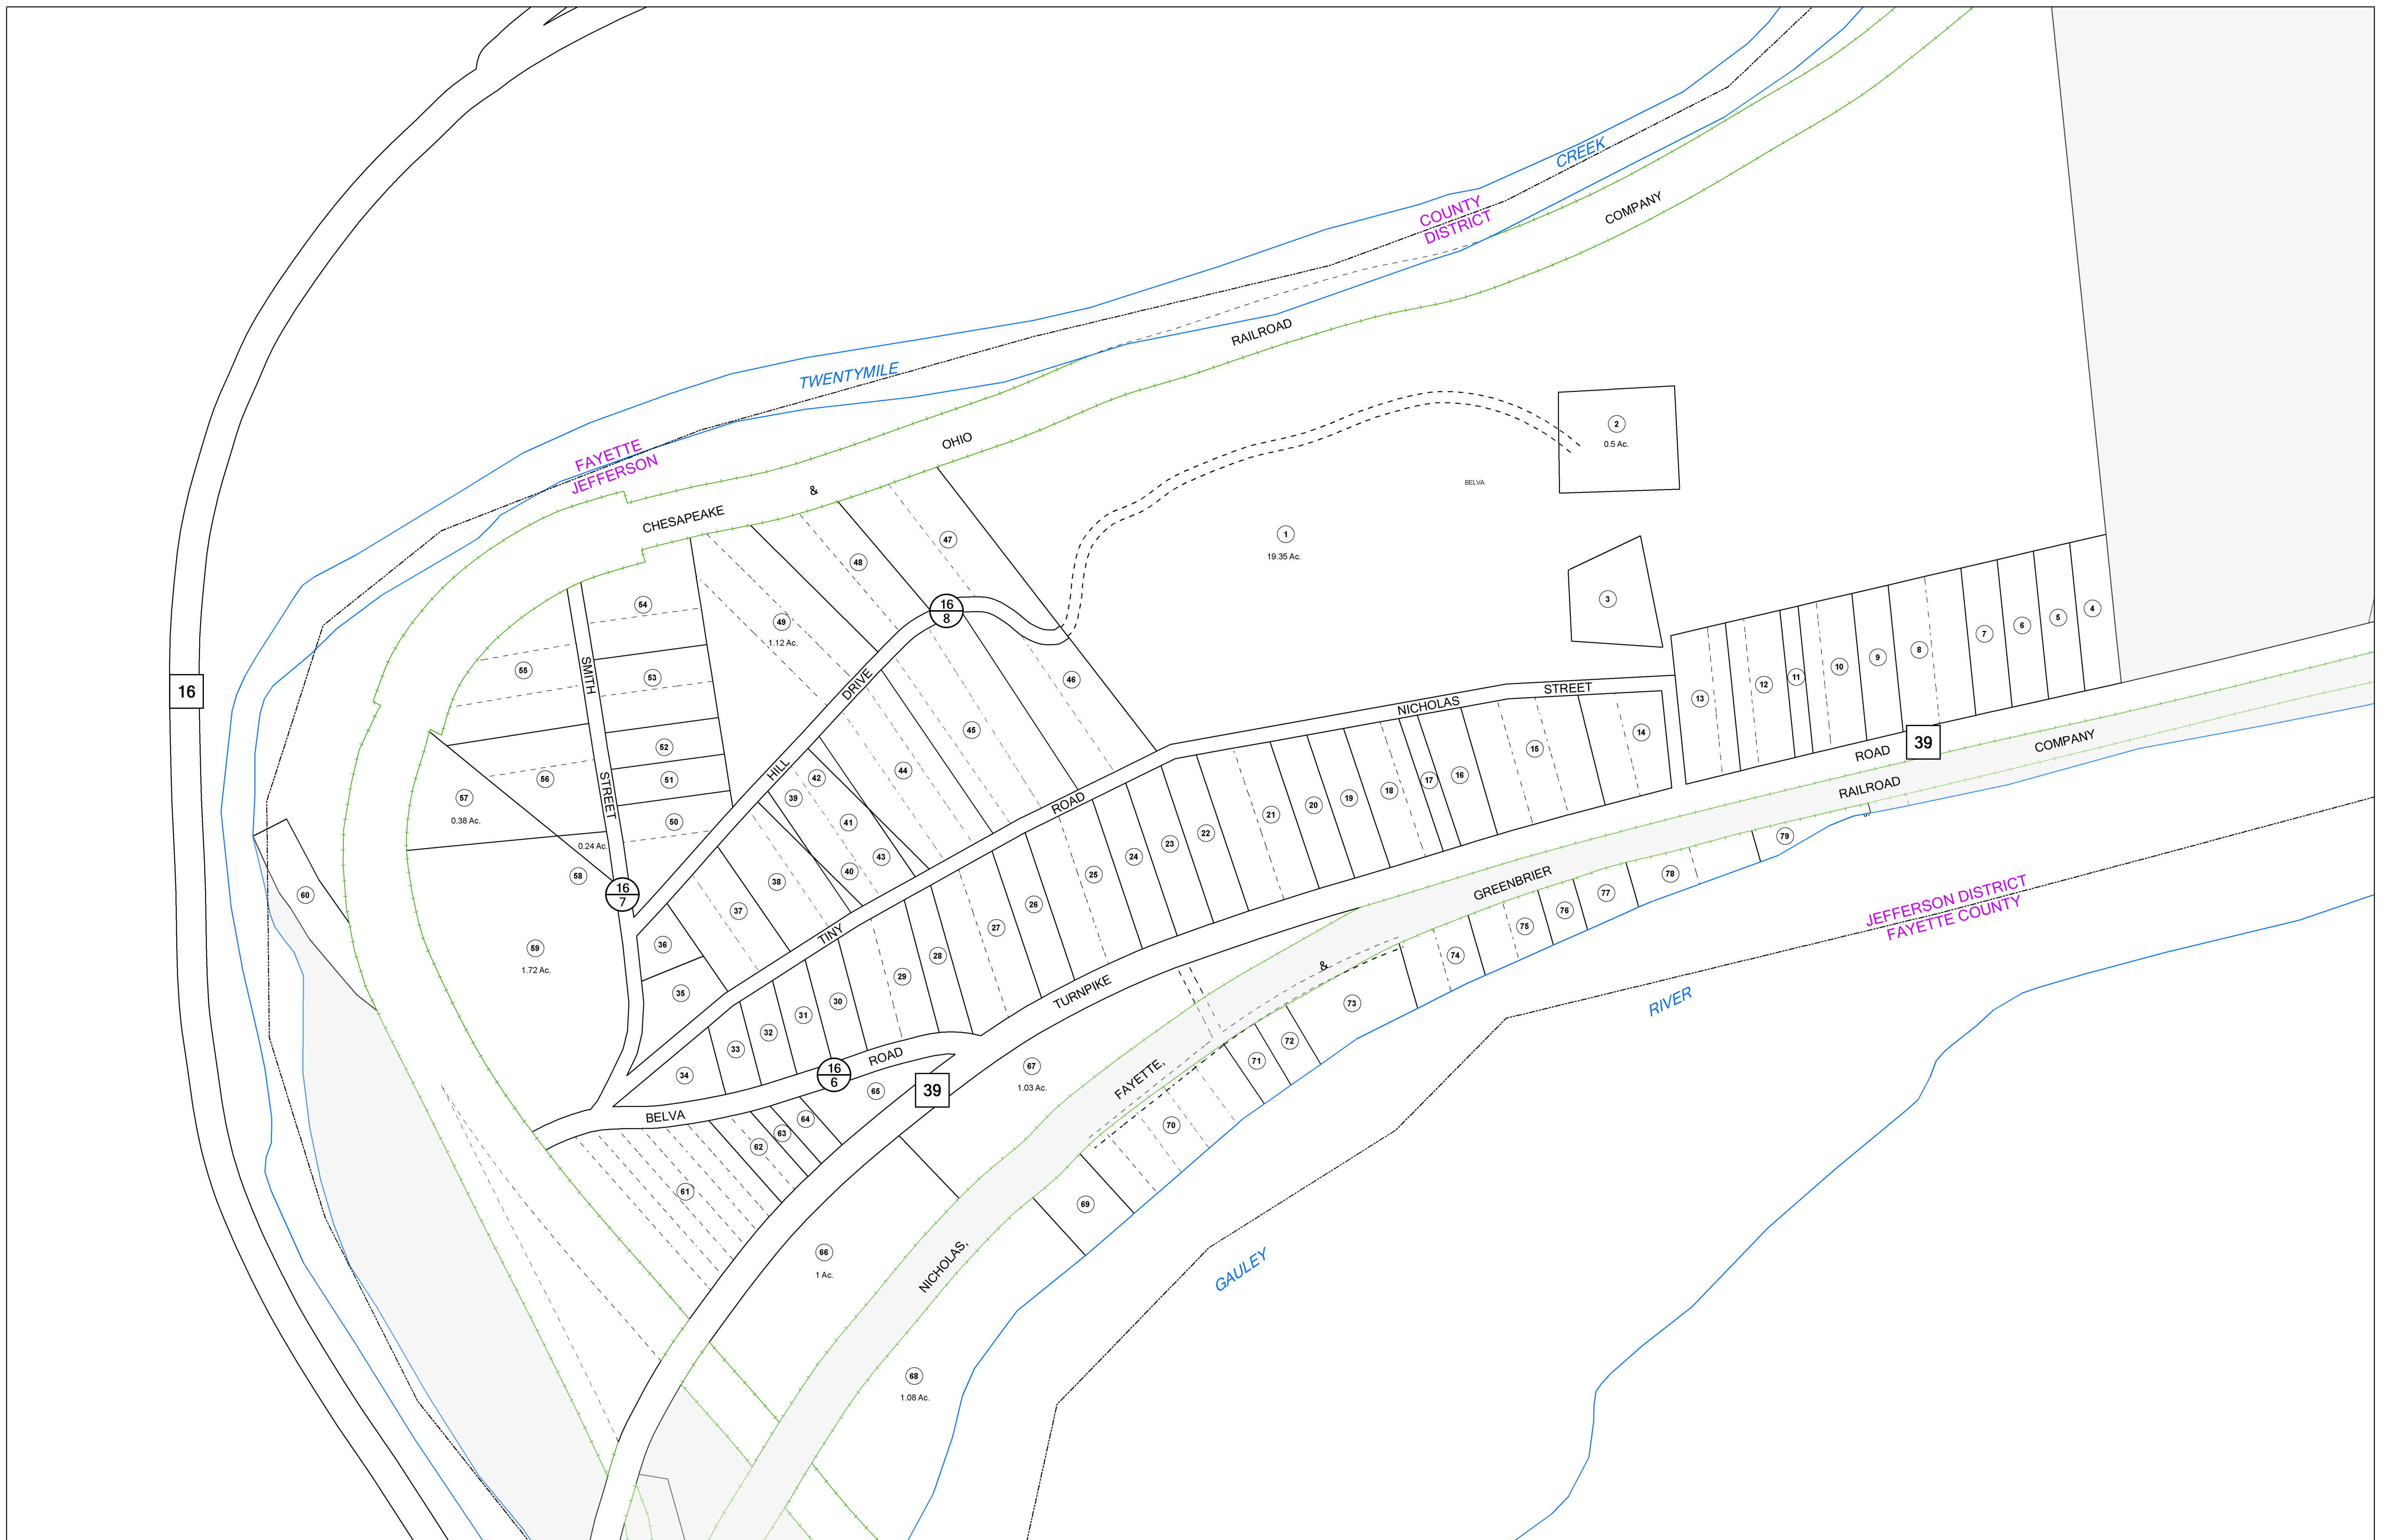 CREEK
COUNTY
DISTRICT
COMPANY
RAILROAD
TWENTYMILE
FAYETTE
JEFFERSON
OHIO
&
CHESAPEAKE
2
0.5 Ac.
BELVA
1
19.35 Ac.
47
48
16
8
54
49
1.12 Ac.
3
4
5
6
7
8
9
10
11
12
13
55
SMITH
53
DRIVE
46
16
NICHOLAS
STREET
45
14
15
52
44
HILL
51
42
39
56
STREET
57
0.38 Ac.
50
41
43
40
0.24 Ac.
58
16
7
38
ROAD
16
17
18
19
20
21
22
23
24
25
39
ROAD
COMPANY
RAILROAD
79
78
77
76
75
74
GREENBRIER
JEFFERSON DISTRICT
FAYETTE COUNTY
60
37
36
TINY
26
27
28
29
59
1.72 Ac.
35
30
31
32
33
34
TURNPIKE
&
73
72
71
RIVER
16
6
ROAD
BELVA
65
39
67
1.03 Ac.
FAYETTE,
64
63
62
61
70
69
66
1 Ac.
NICHOLAS,
GAULEY
68
1.08 Ac.